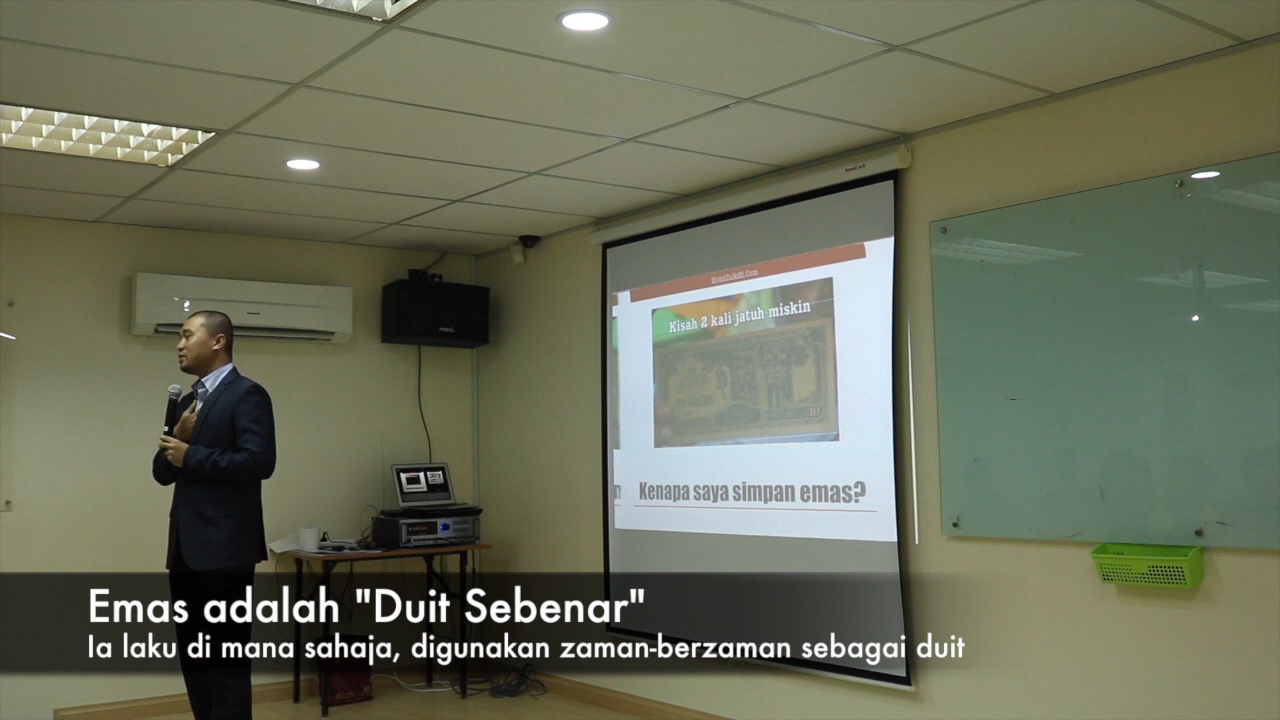 Kisah 2 kali jatuh miskin
Kenapa saya simpan emas?
Emas adalah "Duit Sebenar"
Ia laku di mana sahaja, digunakan zaman-berzaman sebagai duit